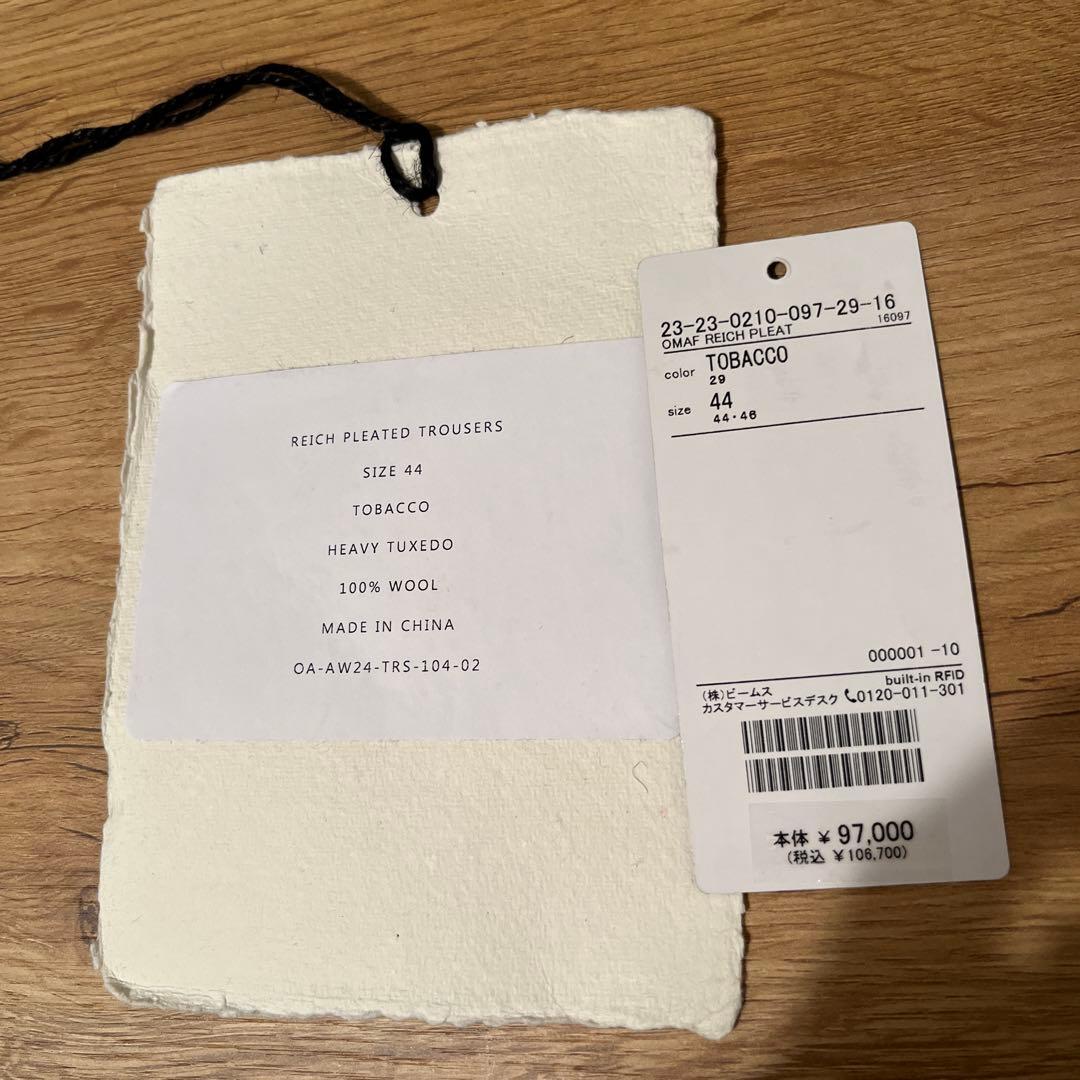 REICH PLEATED TROUSERS
SIZE 44
TOBACCO
HEAVY TUXEDO
100% WOOL
MADE IN CHINA
OA-AW24-TRS-104-02
23-23-0210-097-29-16
OMAF REICH PLEAT 16097
color TOBACCO
29
size 44
44・46
000001 -10
built-in RFID
(株)ビームス
カスタマーサービスデスク 0120-011-301
本体 ¥ 97,000
(税込 ¥106,700)